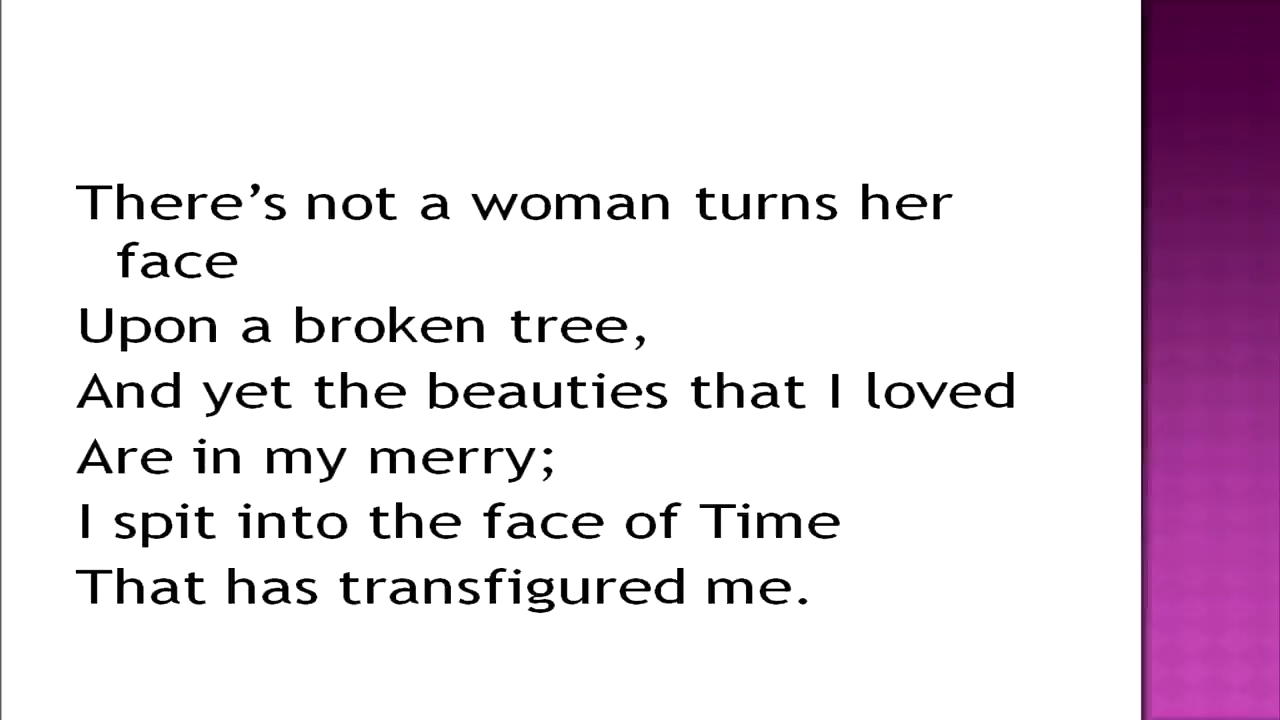 There’s not a woman turns her
face
Upon a broken tree,
And yet the beauties that I loved
Are in my merry;
I spit into the face of Time
That has transfigured me.